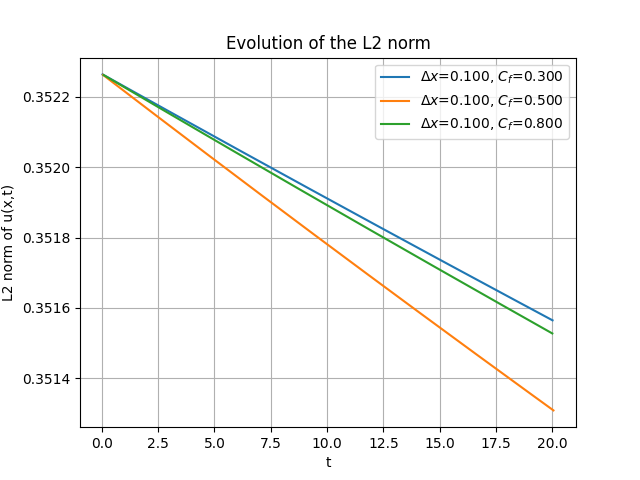 Evolution of the L2 norm
Δx=0.100, C_f=0.300
Δx=0.100, C_f=0.500
Δx=0.100, C_f=0.800
L2 norm of u(x,t)
0.3522
0.3520
0.3518
0.3516
0.3514
0.0 2.5 5.0 7.5 10.0 12.5 15.0 17.5 20.0
t